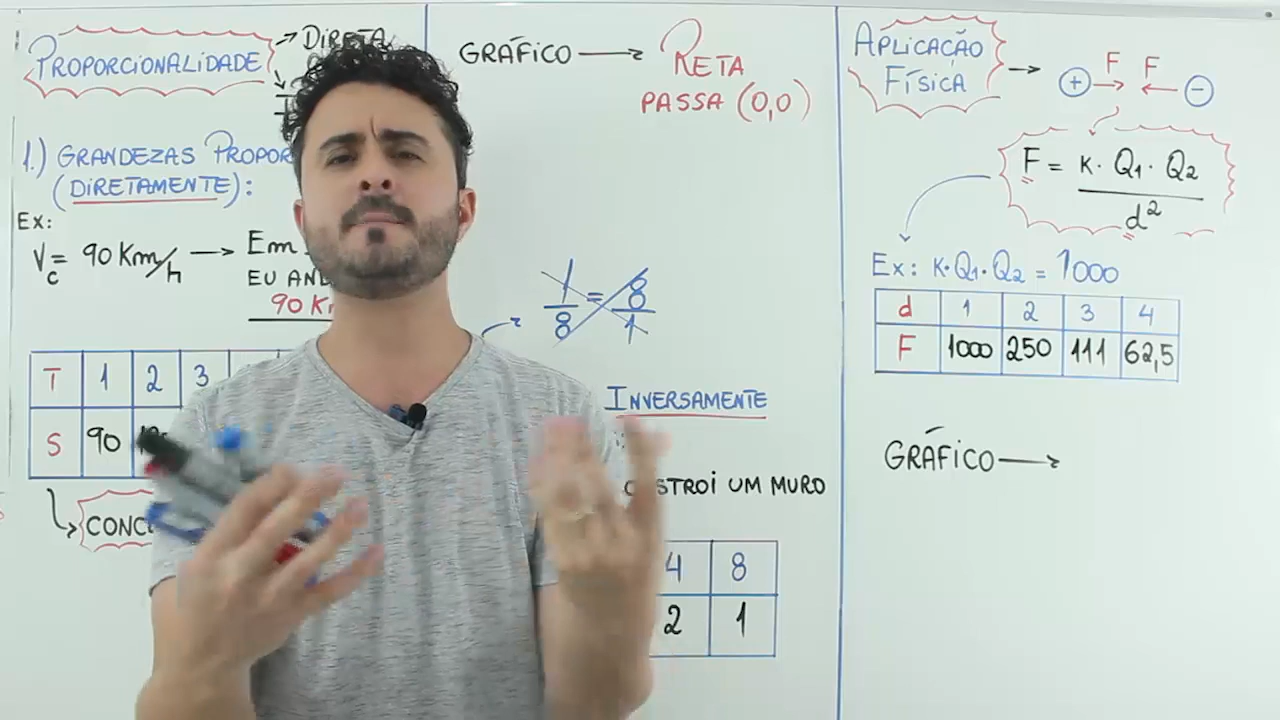 PROPORCIONALIDADE
DIRETA
1.) GRANDEZAS PROPOR
(DIRETAMENTE):
Ex:
Vc = 90 Km/h → Em
EU AN
90 K
T 1 2 3
S 90
CONC
GRÁFICO → RETA
PASSA (0,0)
1/8 = 8/1
INVERSAMENTE
STROI UM MURO
4 8
2 1
APLICAÇÃO
FÍSICA → + F F −
F = K · Q1 · Q2
d²
Ex: K·Q1·Q2 = 1000
d 1 2 3 4
F 1000 250 111 62,5
GRÁFICO →